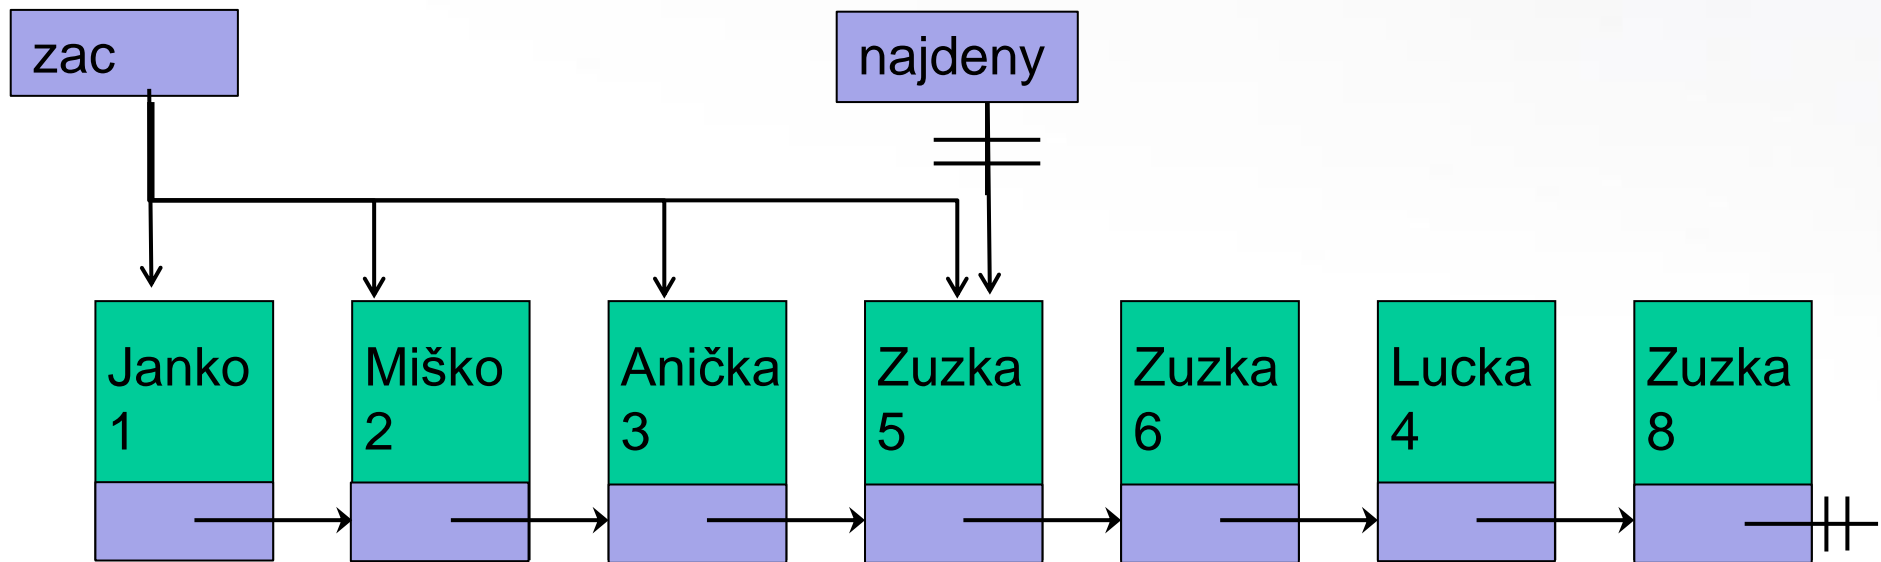 zac
najdeny
Janko
1
Miško
2
Anička
3
Zuzka
5
Zuzka
6
Lucka
4
Zuzka
8